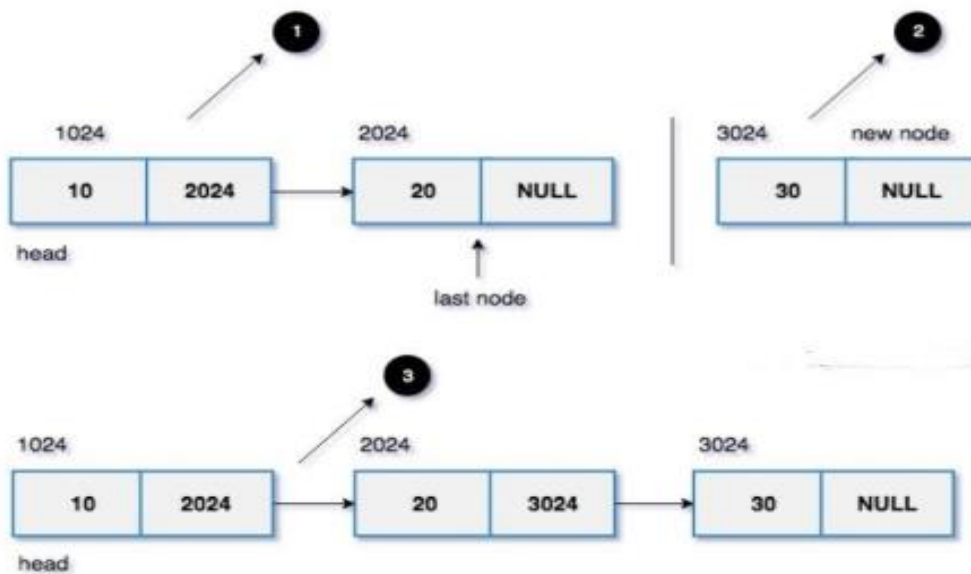 1 2
1024 2024 3024 new node
10 2024 20 NULL 30 NULL
head
last node
3
1024 2024 3024
10 2024 20 3024 30 NULL
head